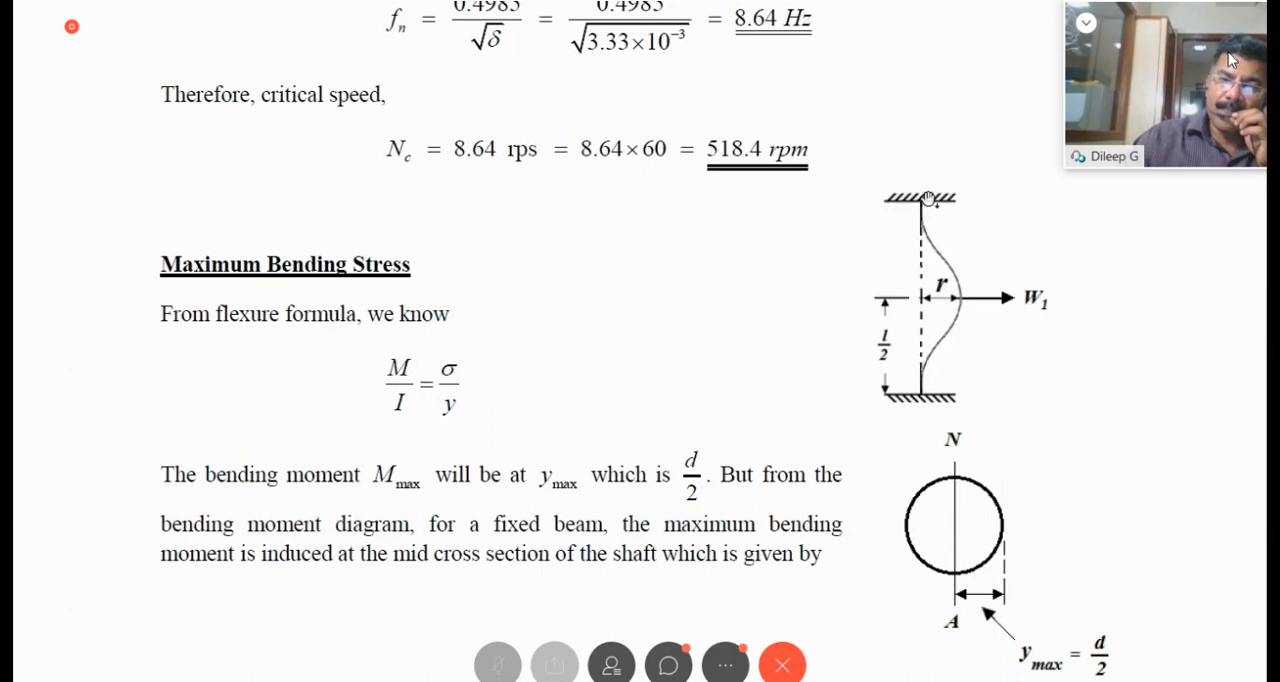 f_n = 0.4985/√δ = 0.4985/√3.33×10⁻³ = 8.64 Hz
Therefore, critical speed,
N_c = 8.64 rps = 8.64×60 = 518.4 rpm
Dileep G
Maximum Bending Stress
From flexure formula, we know
M/I = σ/y
r
W₁
l/2
N
The bending moment M_max will be at y_max which is d/2. But from the
bending moment diagram, for a fixed beam, the maximum bending
moment is induced at the mid cross section of the shaft which is given by
A
y_max = d/2